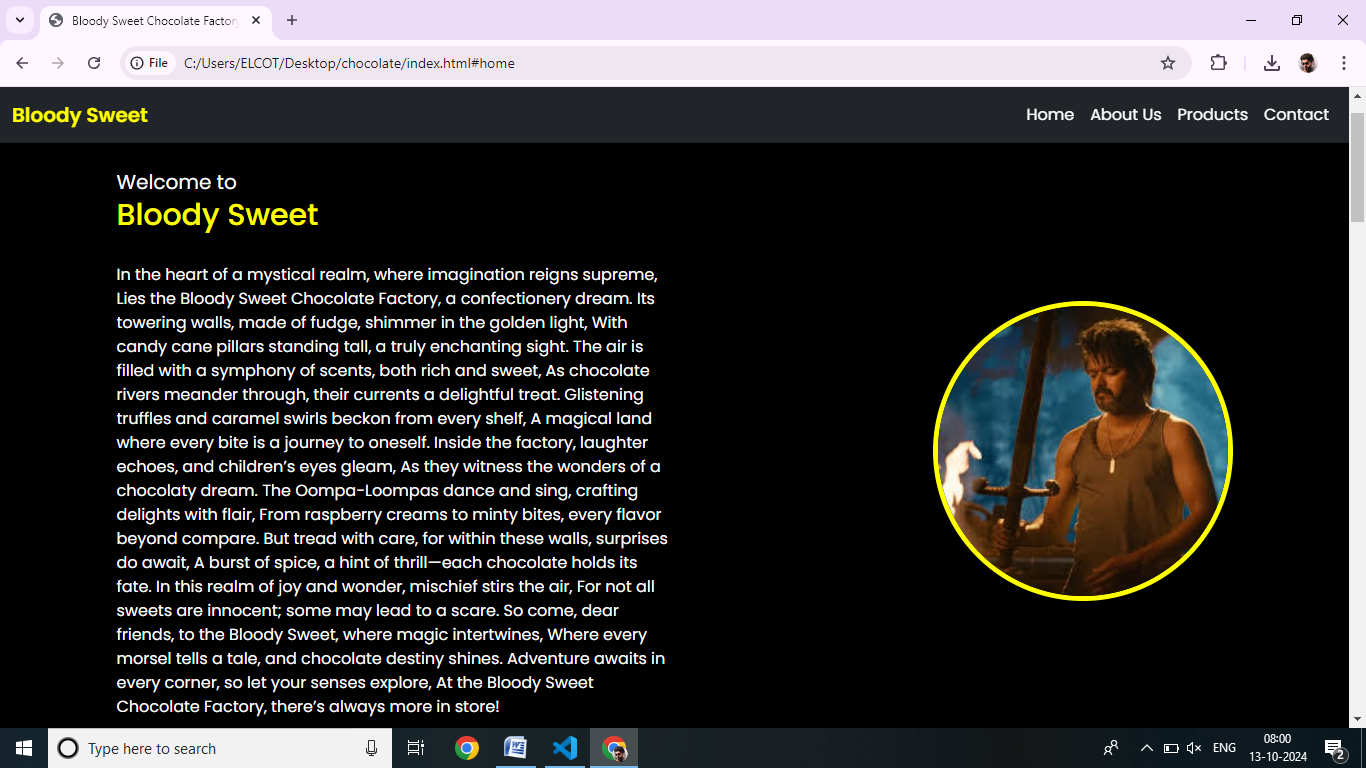 Bloody Sweet Chocolate Factory
File
C:/Users/ELCOT/Desktop/chocolate/index.html#home
Bloody Sweet
Home
About Us
Products
Contact
Welcome to
Bloody Sweet
In the heart of a mystical realm, where imagination reigns supreme,
Lies the Bloody Sweet Chocolate Factory, a confectionery dream. Its
towering walls, made of fudge, shimmer in the golden light, With
candy cane pillars standing tall, a truly enchanting sight. The air is
filled with a symphony of scents, both rich and sweet, As chocolate
rivers meander through, their currents a delightful treat. Glistening
truffles and caramel swirls beckon from every shelf, A magical land
where every bite is a journey to oneself. Inside the factory, laughter
echoes, and children’s eyes gleam, As they witness the wonders of a
chocolaty dream. The Oompa-Loompas dance and sing, crafting
delights with flair, From raspberry creams to minty bites, every flavor
beyond compare. But tread with care, for within these walls, surprises
do await, A burst of spice, a hint of thrill—each chocolate holds its
fate. In this realm of joy and wonder, mischief stirs the air, For not all
sweets are innocent; some may lead to a scare. So come, dear
friends, to the Bloody Sweet, where magic intertwines, Where every
morsel tells a tale, and chocolate destiny shines. Adventure awaits in
every corner, so let your senses explore, At the Bloody Sweet
Chocolate Factory, there’s always more in store!
Type here to search
ENG
08:00
13-10-2024
2